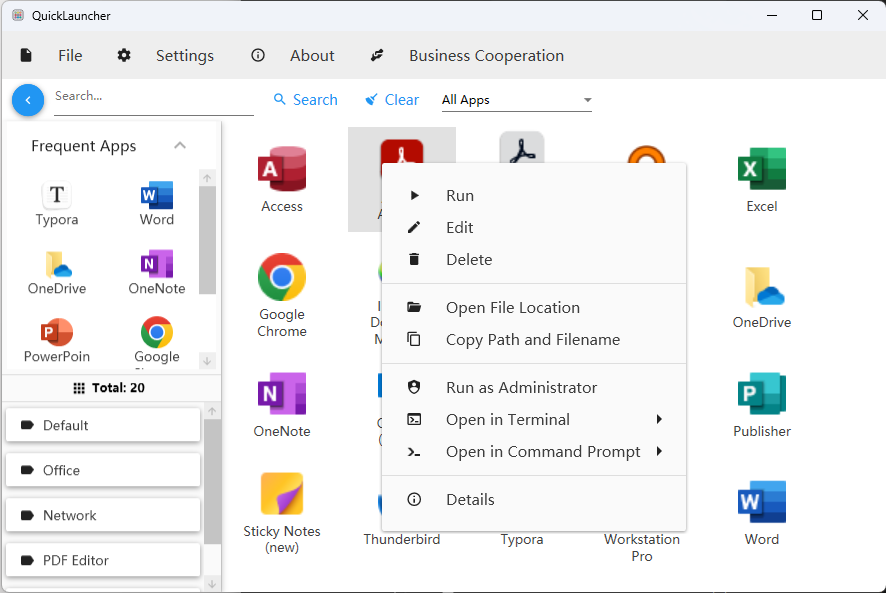 QuickLauncher
File
Settings
About
Business Cooperation
Search...
Search
Clear
All Apps
Frequent Apps
Typora
Word
OneDrive
OneNote
PowerPoin
Google
Total: 20
Default
Office
Network
PDF Editor
Access
Excel
Google
Chrome
OneDrive
OneNote
Publisher
Sticky Notes
(new)
Thunderbird
Typora
Workstation
Pro
Word
Run
Edit
Delete
Open File Location
Copy Path and Filename
Run as Administrator
Open in Terminal
Open in Command Prompt
Details